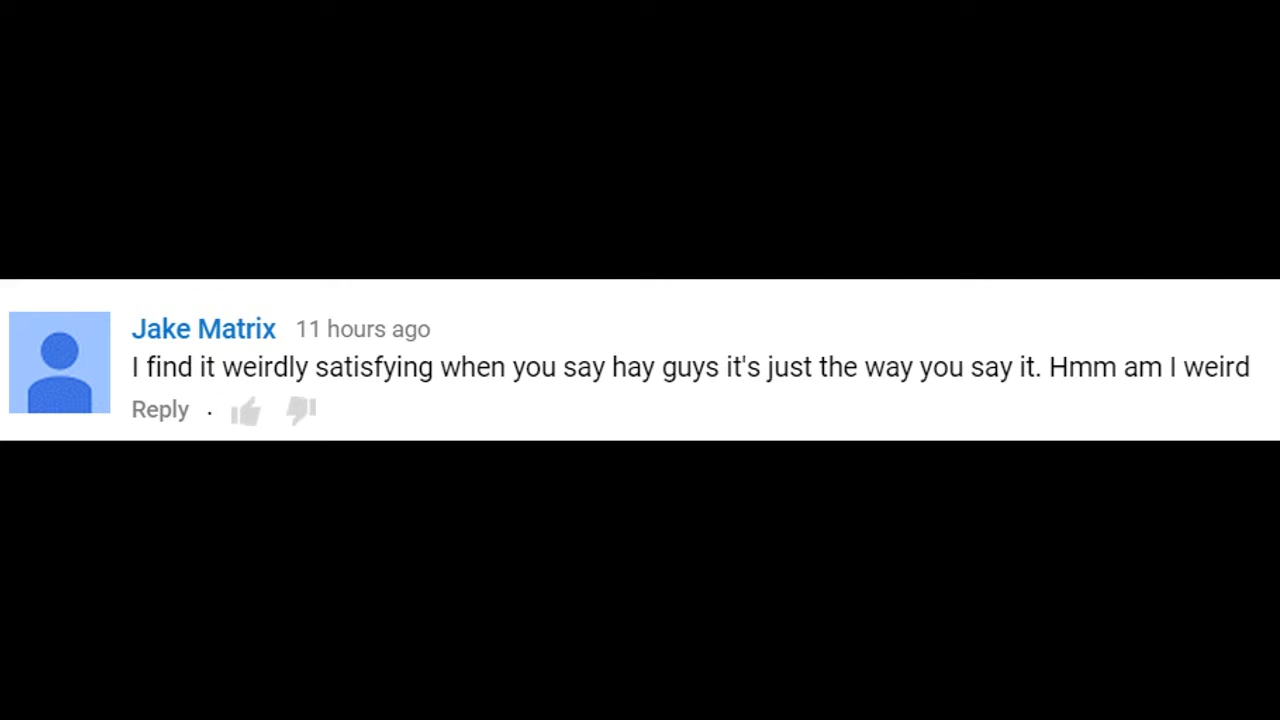 Jake Matrix 11 hours ago
I find it weirdly satisfying when you say hay guys it's just the way you say it. Hmm am I weird
Reply ·